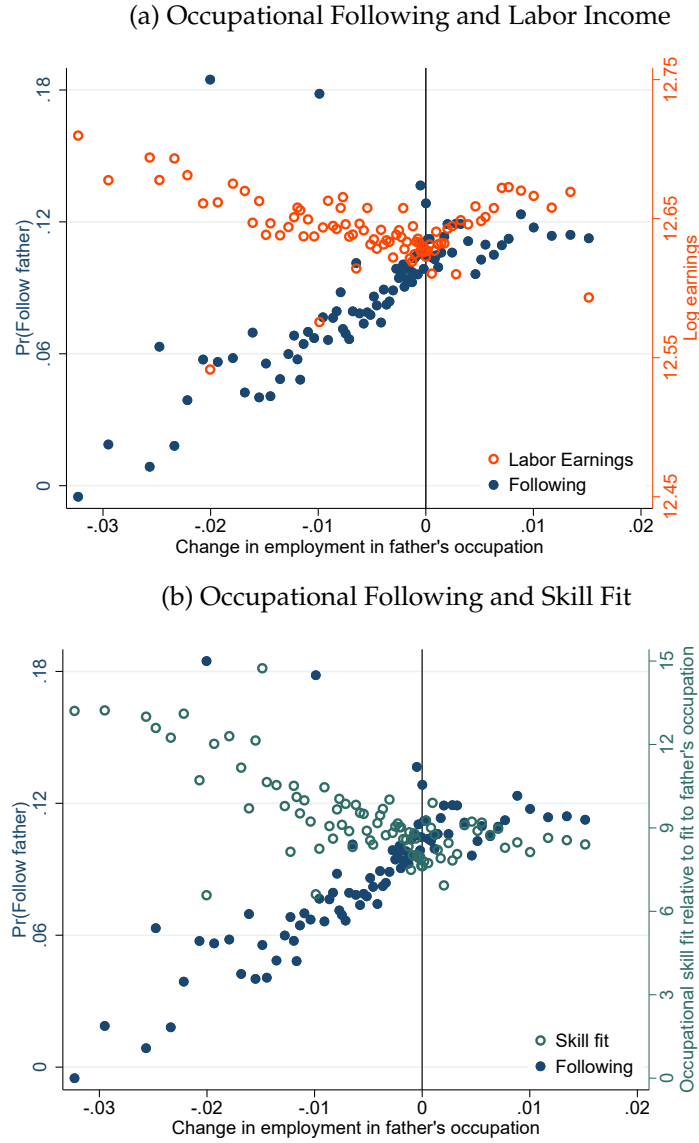 (a) Occupational Following and Labor Income
.18
.12
.06
0
Pr(Follow father)
12.75
12.65
12.55
12.45
Log earnings
Labor Earnings
Following
-.03 -.02 -.01 0 .01 .02
Change in employment in father's occupation
(b) Occupational Following and Skill Fit
.18
.12
.06
0
Pr(Follow father)
15
12
9
6
3
0
Occupational skill fit relative to fit to father's occupation
Skill fit
Following
-.03 -.02 -.01 0 .01 .02
Change in employment in father's occupation